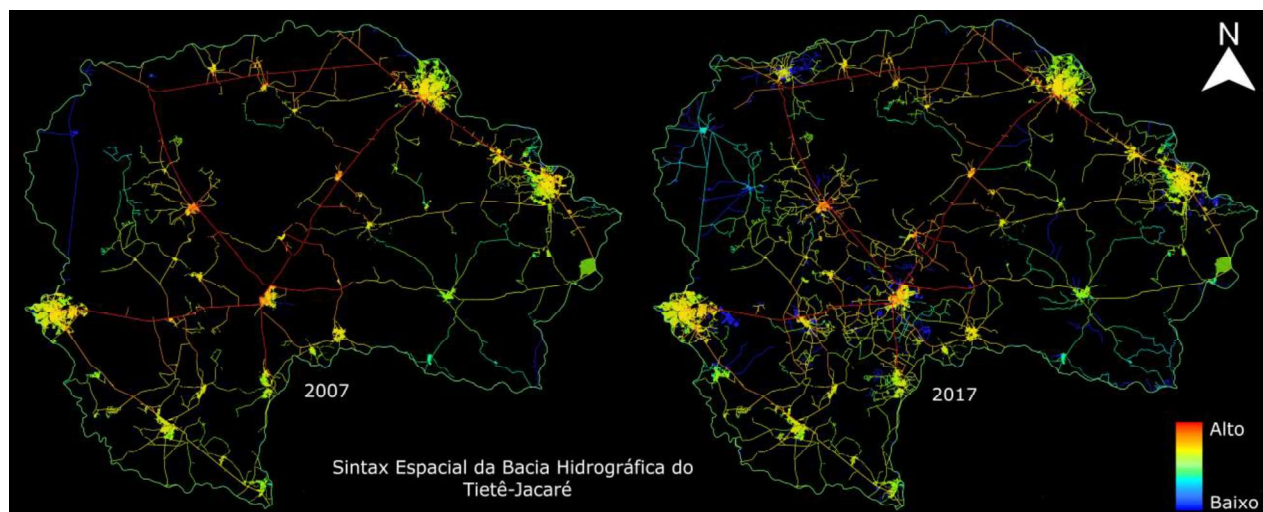 N
2007
2017
Sintax Espacial da Bacia Hidrográfica do
Tietê-Jacaré
Alto
Baixo